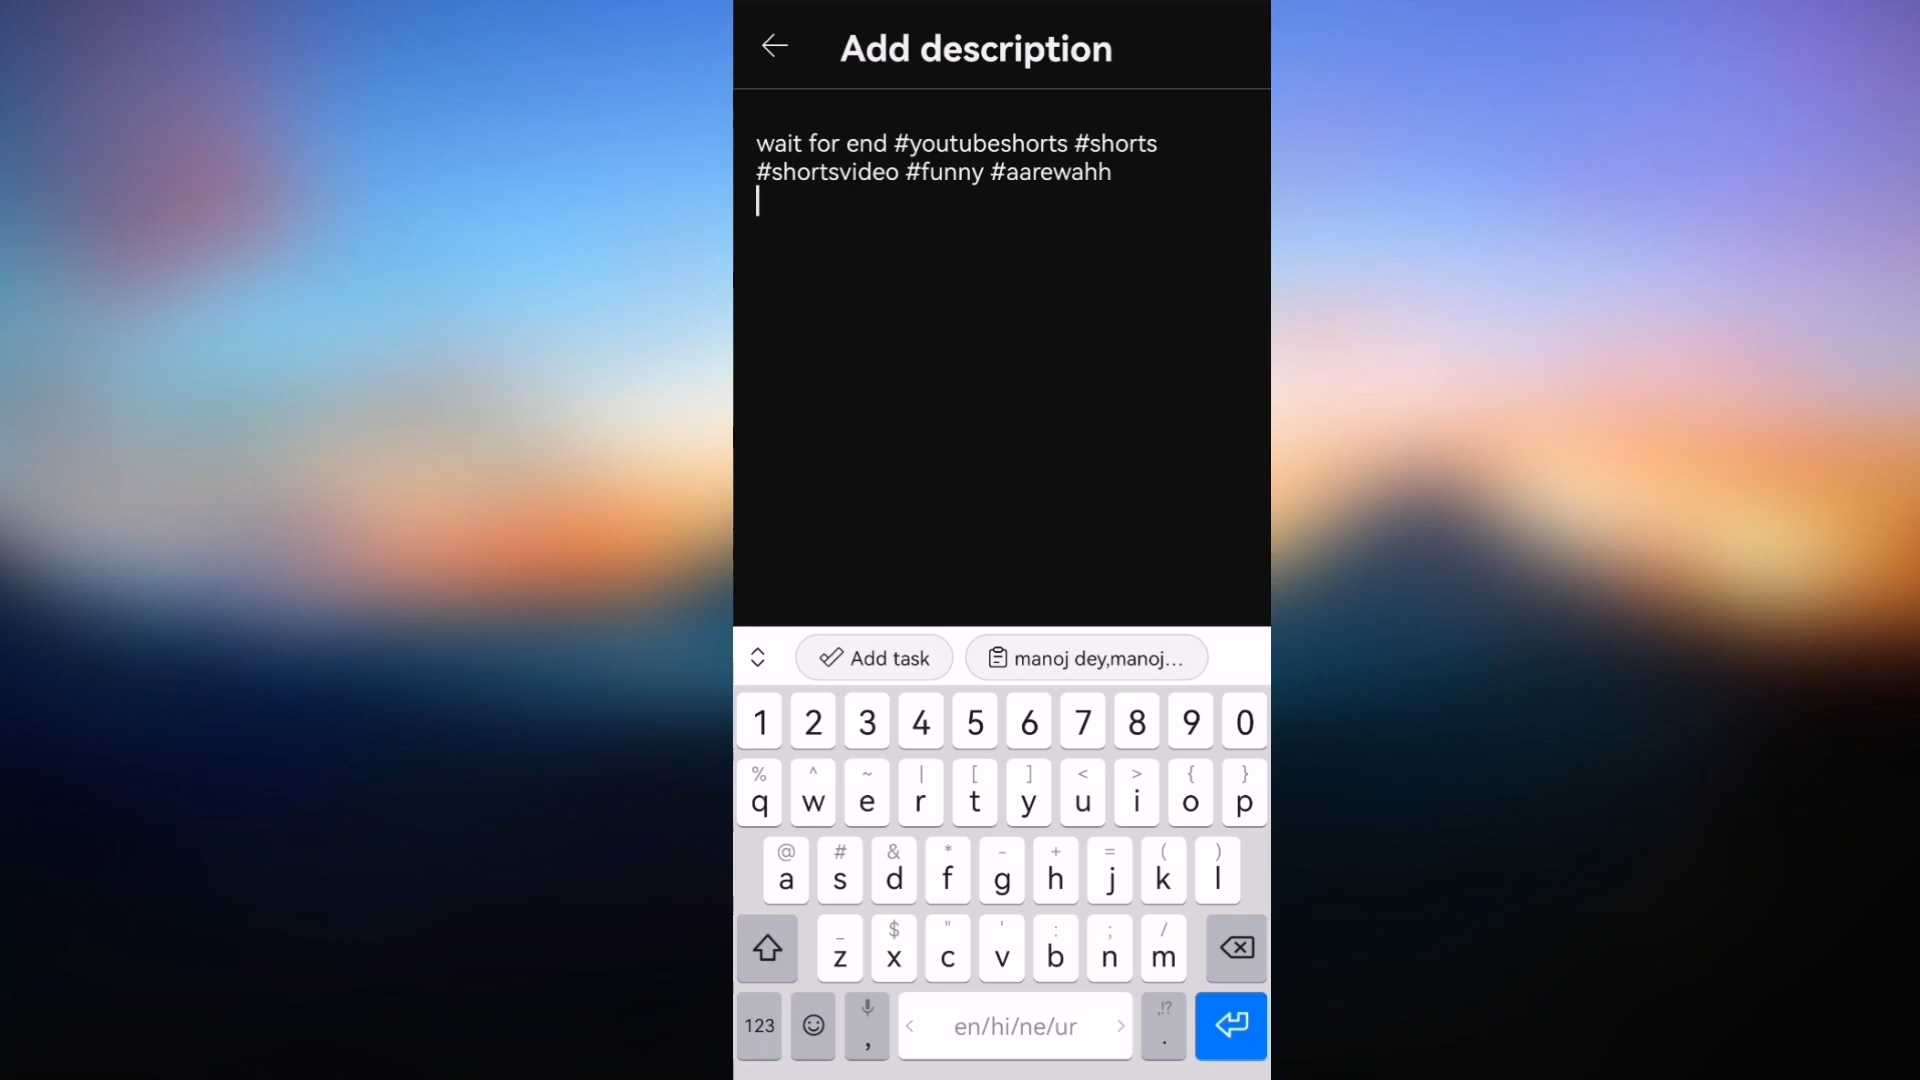 Add description
wait for end #youtubeshorts #shorts
#shortsvideo #funny #aarewahh
Add task
manoj dey,manoj...
1 2 3 4 5 6 7 8 9 0
% ^ ~ | [ ] < > { }
q w e r t y u i o p
@ # & * - + = ( )
a s d f g h j k l
_ $ " ' : ; /
z x c v b n m
,!?
123 , < en/hi/ne/ur > .